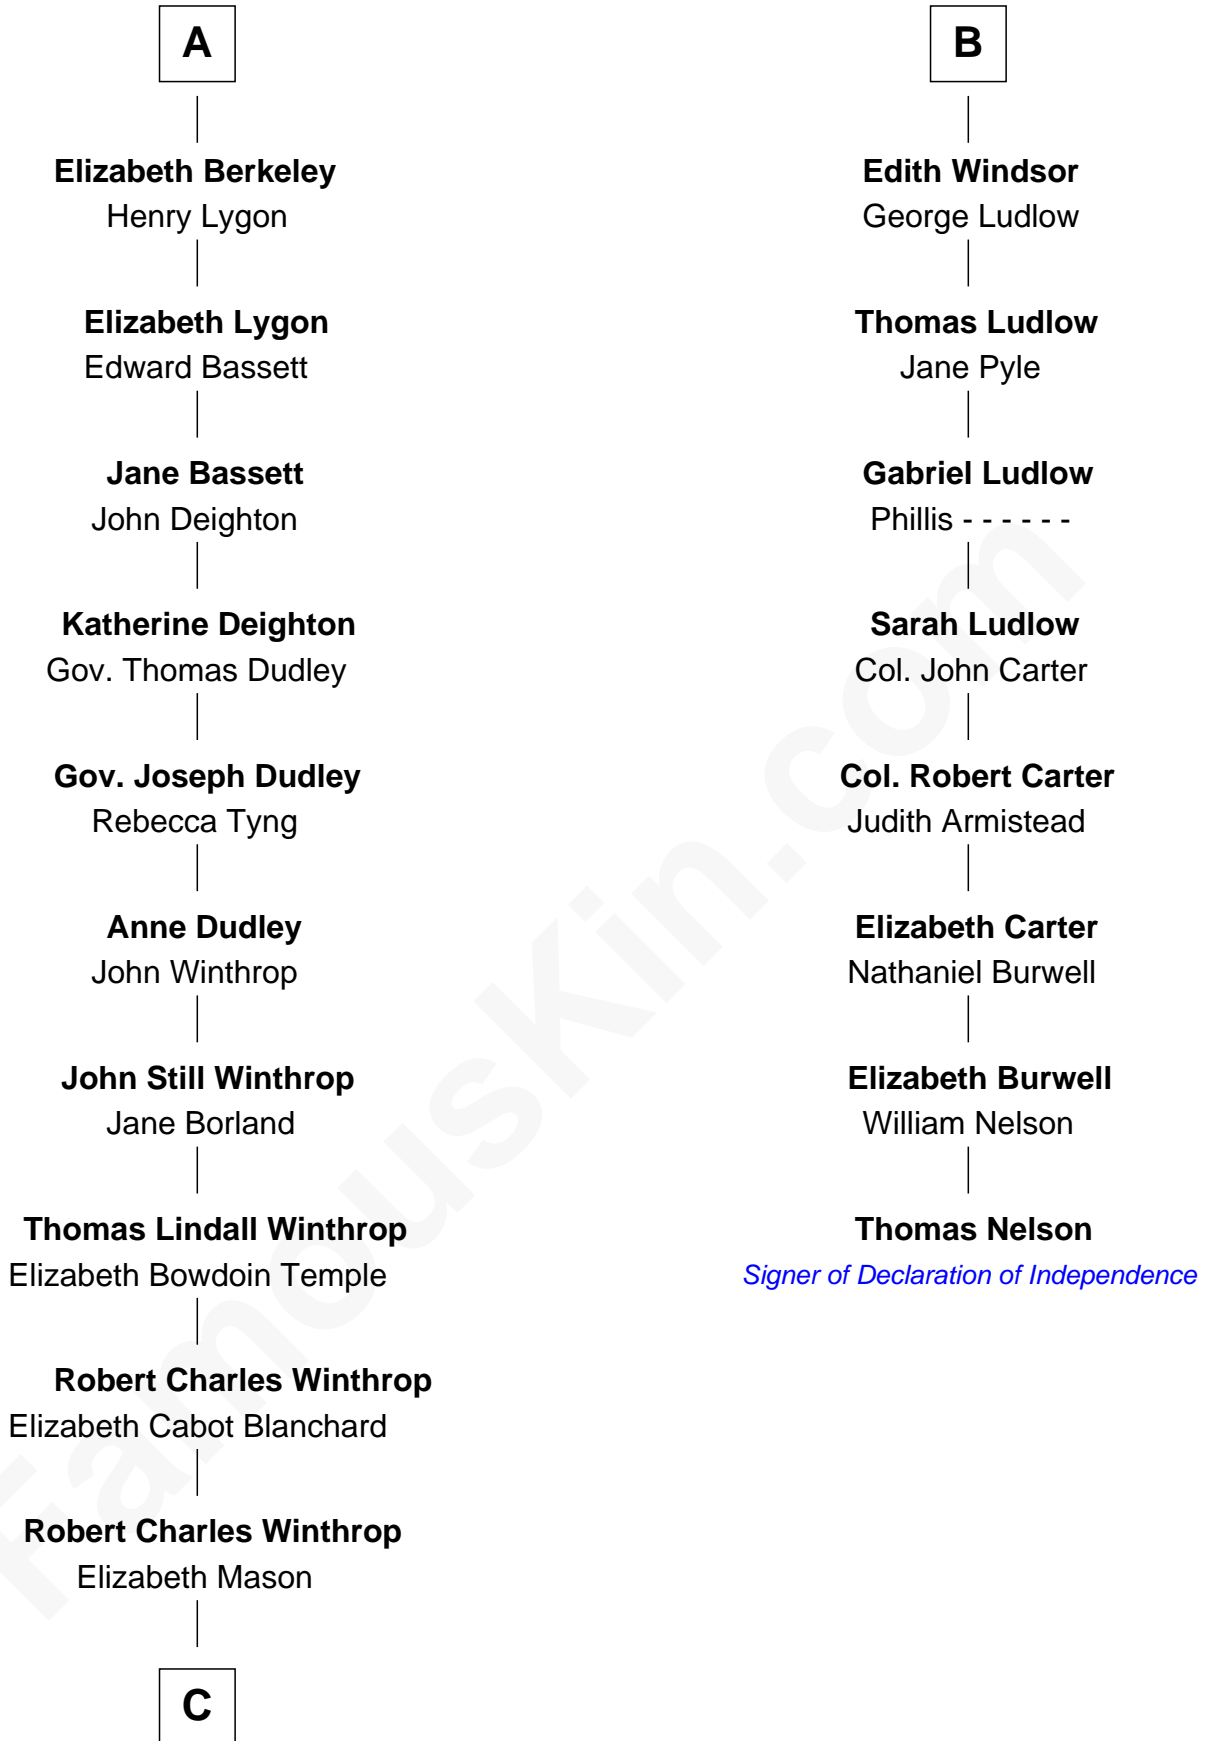 A
Elizabeth Berkeley
Henry Lygon
Elizabeth Lygon
Edward Bassett
Jane Bassett
John Deighton
Katherine Deighton
Gov. Thomas Dudley
Gov. Joseph Dudley
Rebecca Tyng
Anne Dudley
John Winthrop
John Still Winthrop
Jane Borland
Thomas Lindall Winthrop
Elizabeth Bowdoin Temple
Robert Charles Winthrop
Elizabeth Cabot Blanchard
Robert Charles Winthrop
Elizabeth Mason
C
B
Edith Windsor
George Ludlow
Thomas Ludlow
Jane Pyle
Gabriel Ludlow
Phillis - - - - - -
Sarah Ludlow
Col. John Carter
Col. Robert Carter
Judith Armistead
Elizabeth Carter
Nathaniel Burwell
Elizabeth Burwell
William Nelson
Thomas Nelson
Signer of Declaration of Independence
FamousKin.com